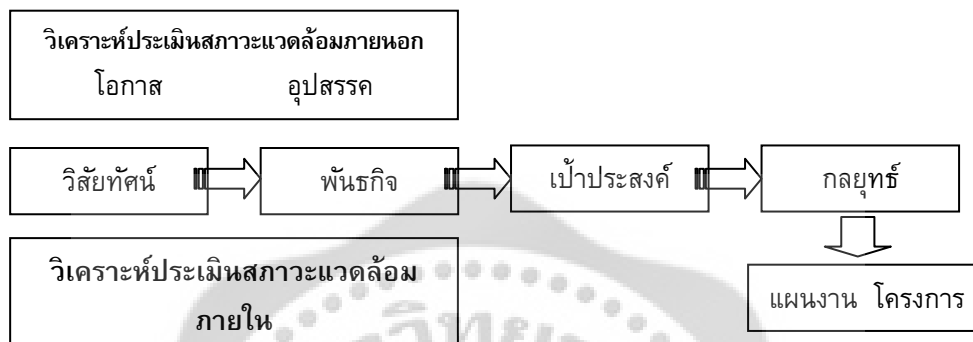 วิเคราะห์ประเมินสภาวะแวดล้อมภายนอก
โอกาส อุปสรรค
วิสัยทัศน์ พันธกิจ เป้าประสงค์ กลยุทธ์
วิเคราะห์ประเมินสภาวะแวดล้อม
ภายใน
แผนงาน โครงการ